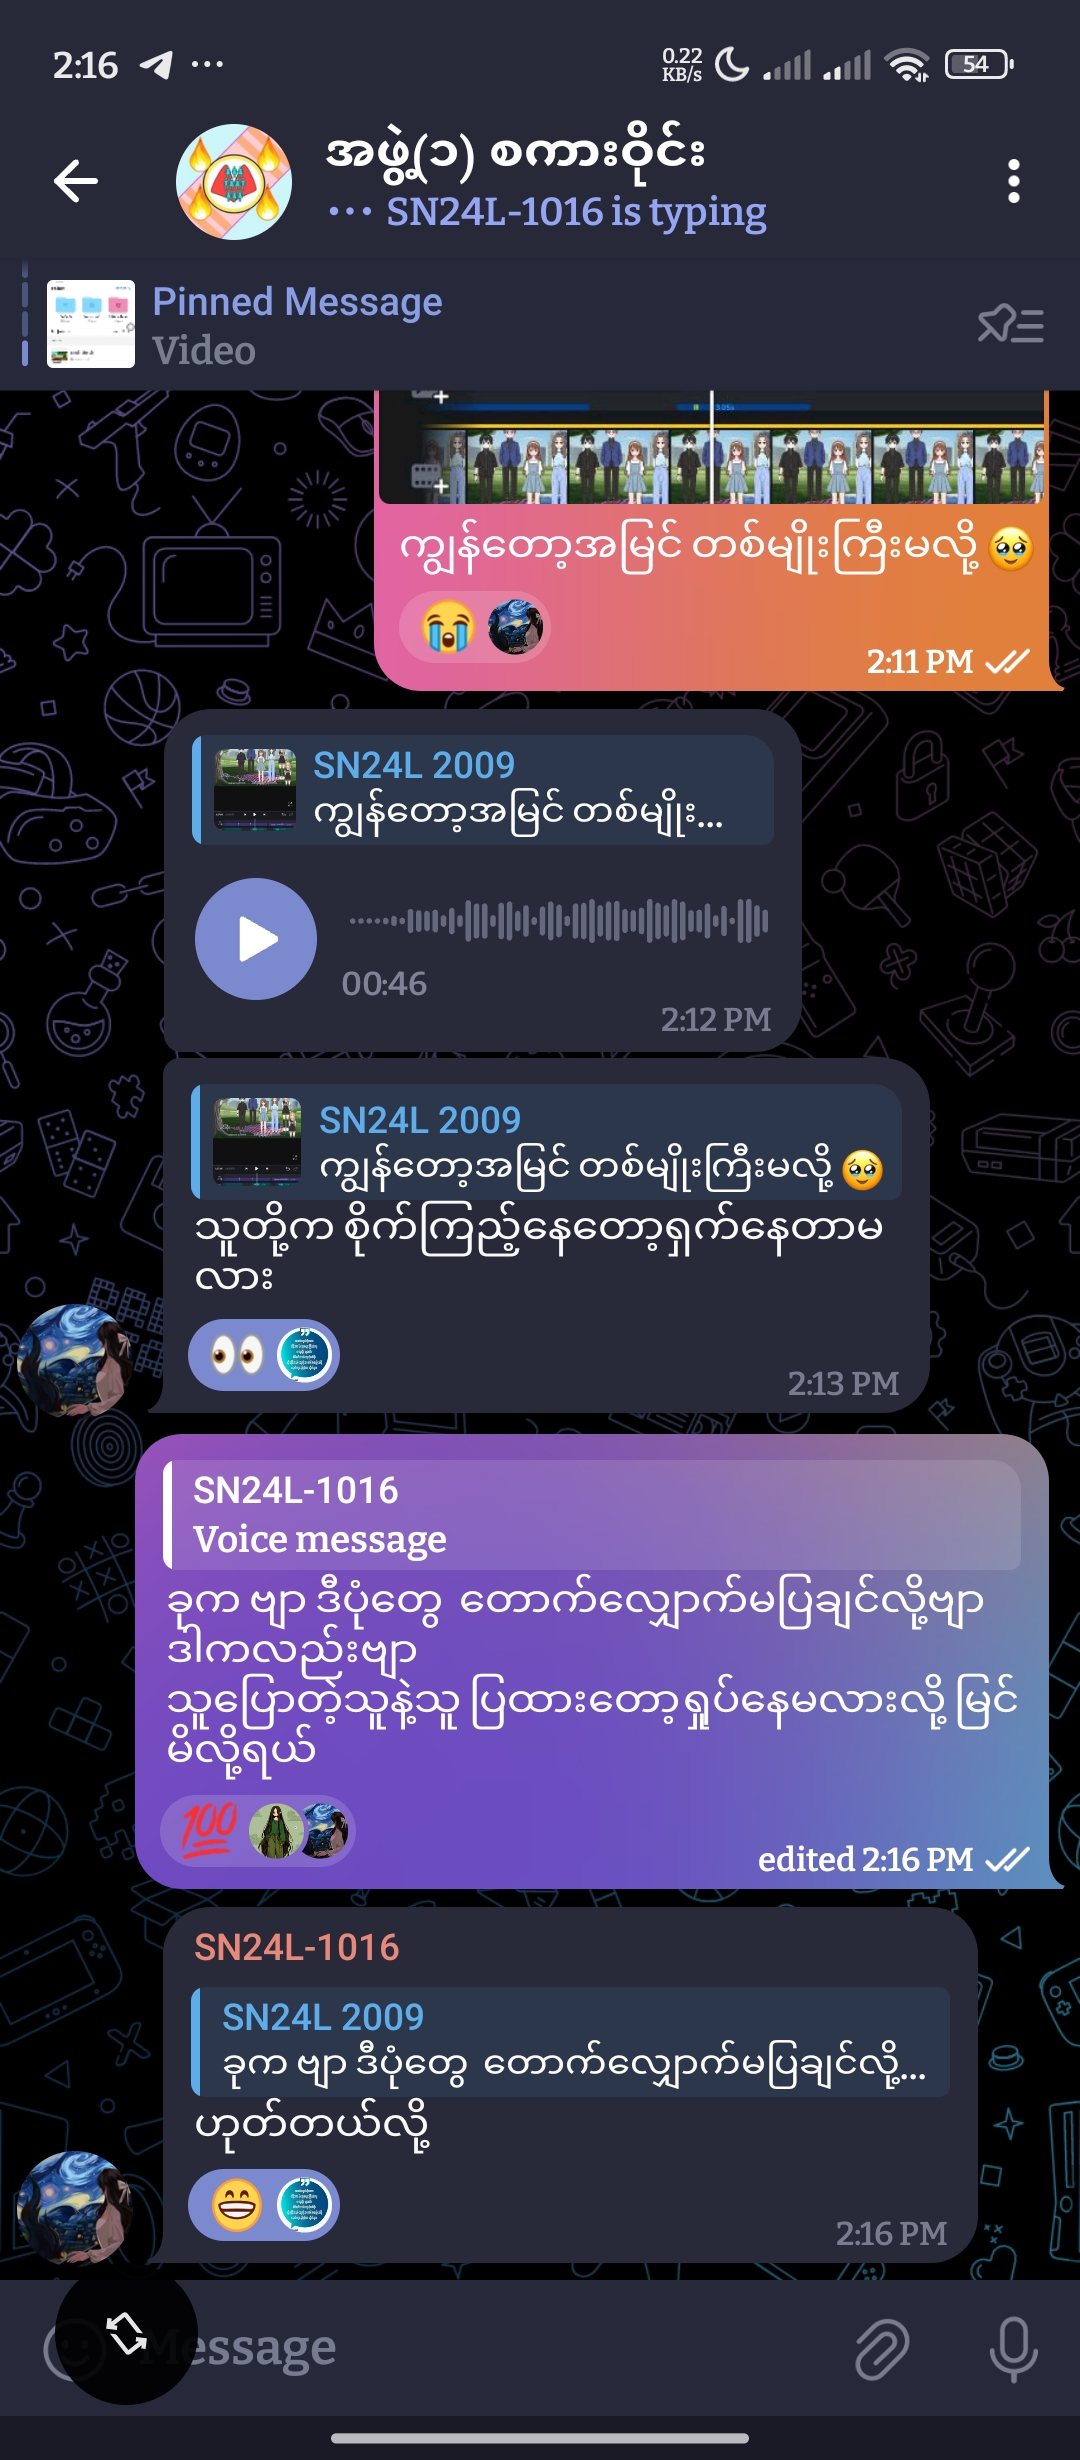 2:16
0.22
KB/s
54
အဖွဲ့(၁) စကားဝိုင်း
SN24L-1016 is typing
Pinned Message
Video
ကျွန်တော့အမြင် တစ်မျိုးကြီးမလို့ 🥹
😭
2:11 PM
SN24L 2009
ကျွန်တော့အမြင် တစ်မျိုး...
00:46
2:12 PM
SN24L 2009
ကျွန်တော့အမြင် တစ်မျိုးကြီးမလို့ 🥹
သူတို့က စိုက်ကြည့်နေတော့ရှက်နေတာမ
လား
👀
2:13 PM
SN24L-1016
Voice message
ခုက ဗျာ ဒီပုံတွေ တောက်လျှောက်မပြချင်လို့ဗျာ
ဒါကလည်းဗျာ
သူပြောတဲ့သူနဲ့သူ ပြထားတော့ရှုပ်နေမလားလို့ မြင်
မိလို့ရယ်
💯
edited 2:16 PM
SN24L-1016
SN24L 2009
ခုက ဗျာ ဒီပုံတွေ တောက်လျှောက်မပြချင်လို့...
ဟုတ်တယ်လို့
😁
2:16 PM
Message